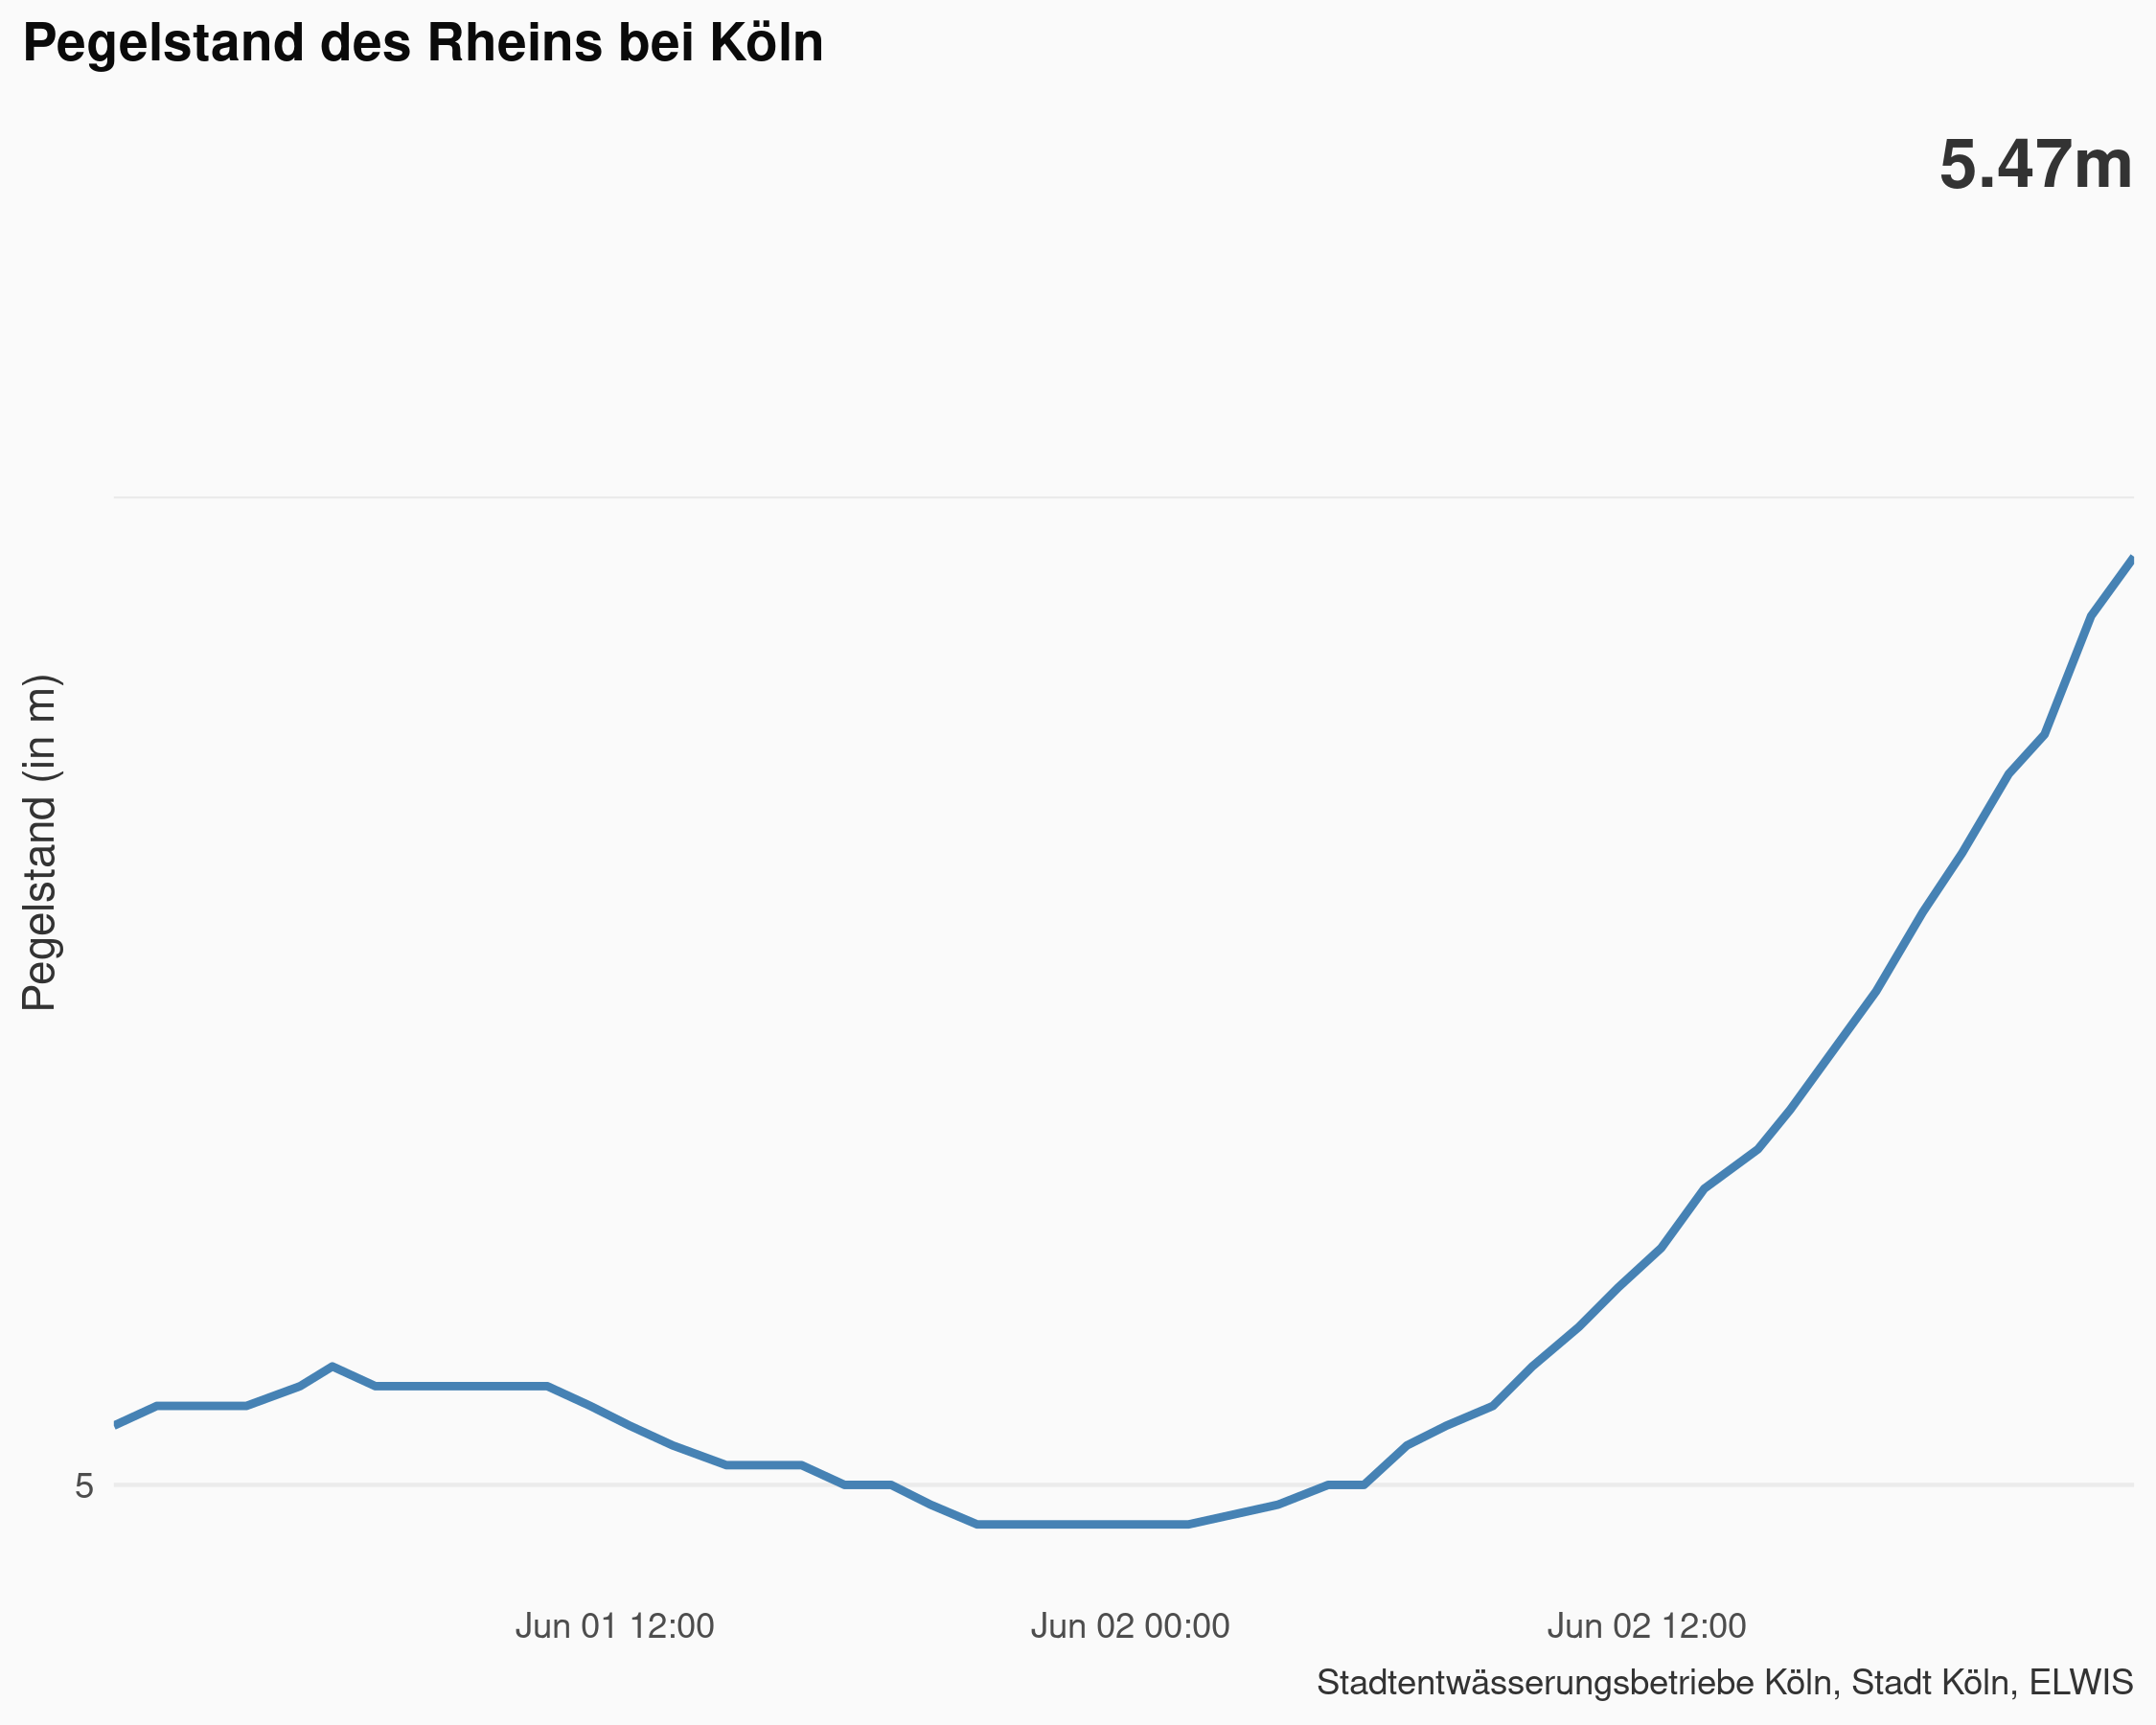 Pegelstand des Rheins bei Köln
5.47m
Pegelstand (in m)
5
Jun 01 12:00
Jun 02 00:00
Jun 02 12:00
Stadtentwässerungsbetriebe Köln, Stadt Köln, ELWIS